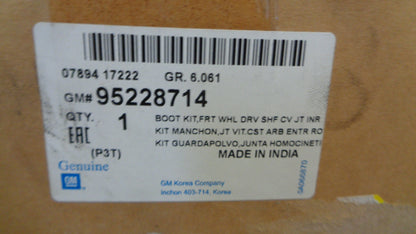 07894 17222 GR. 6.061
GM# 95228714
QTY. 1 BOOT KIT,FRT WHL DRV SHF CV JT INR
EAC KIT MANCHON,JT VIT.CST ARB ENTR RO
(P3T) KIT GUARDAPOLVO,JUNTA HOMOCINETI
MADE IN INDIA
Genuine
GM
GM Korea Company
Inchon 403-714, Korea